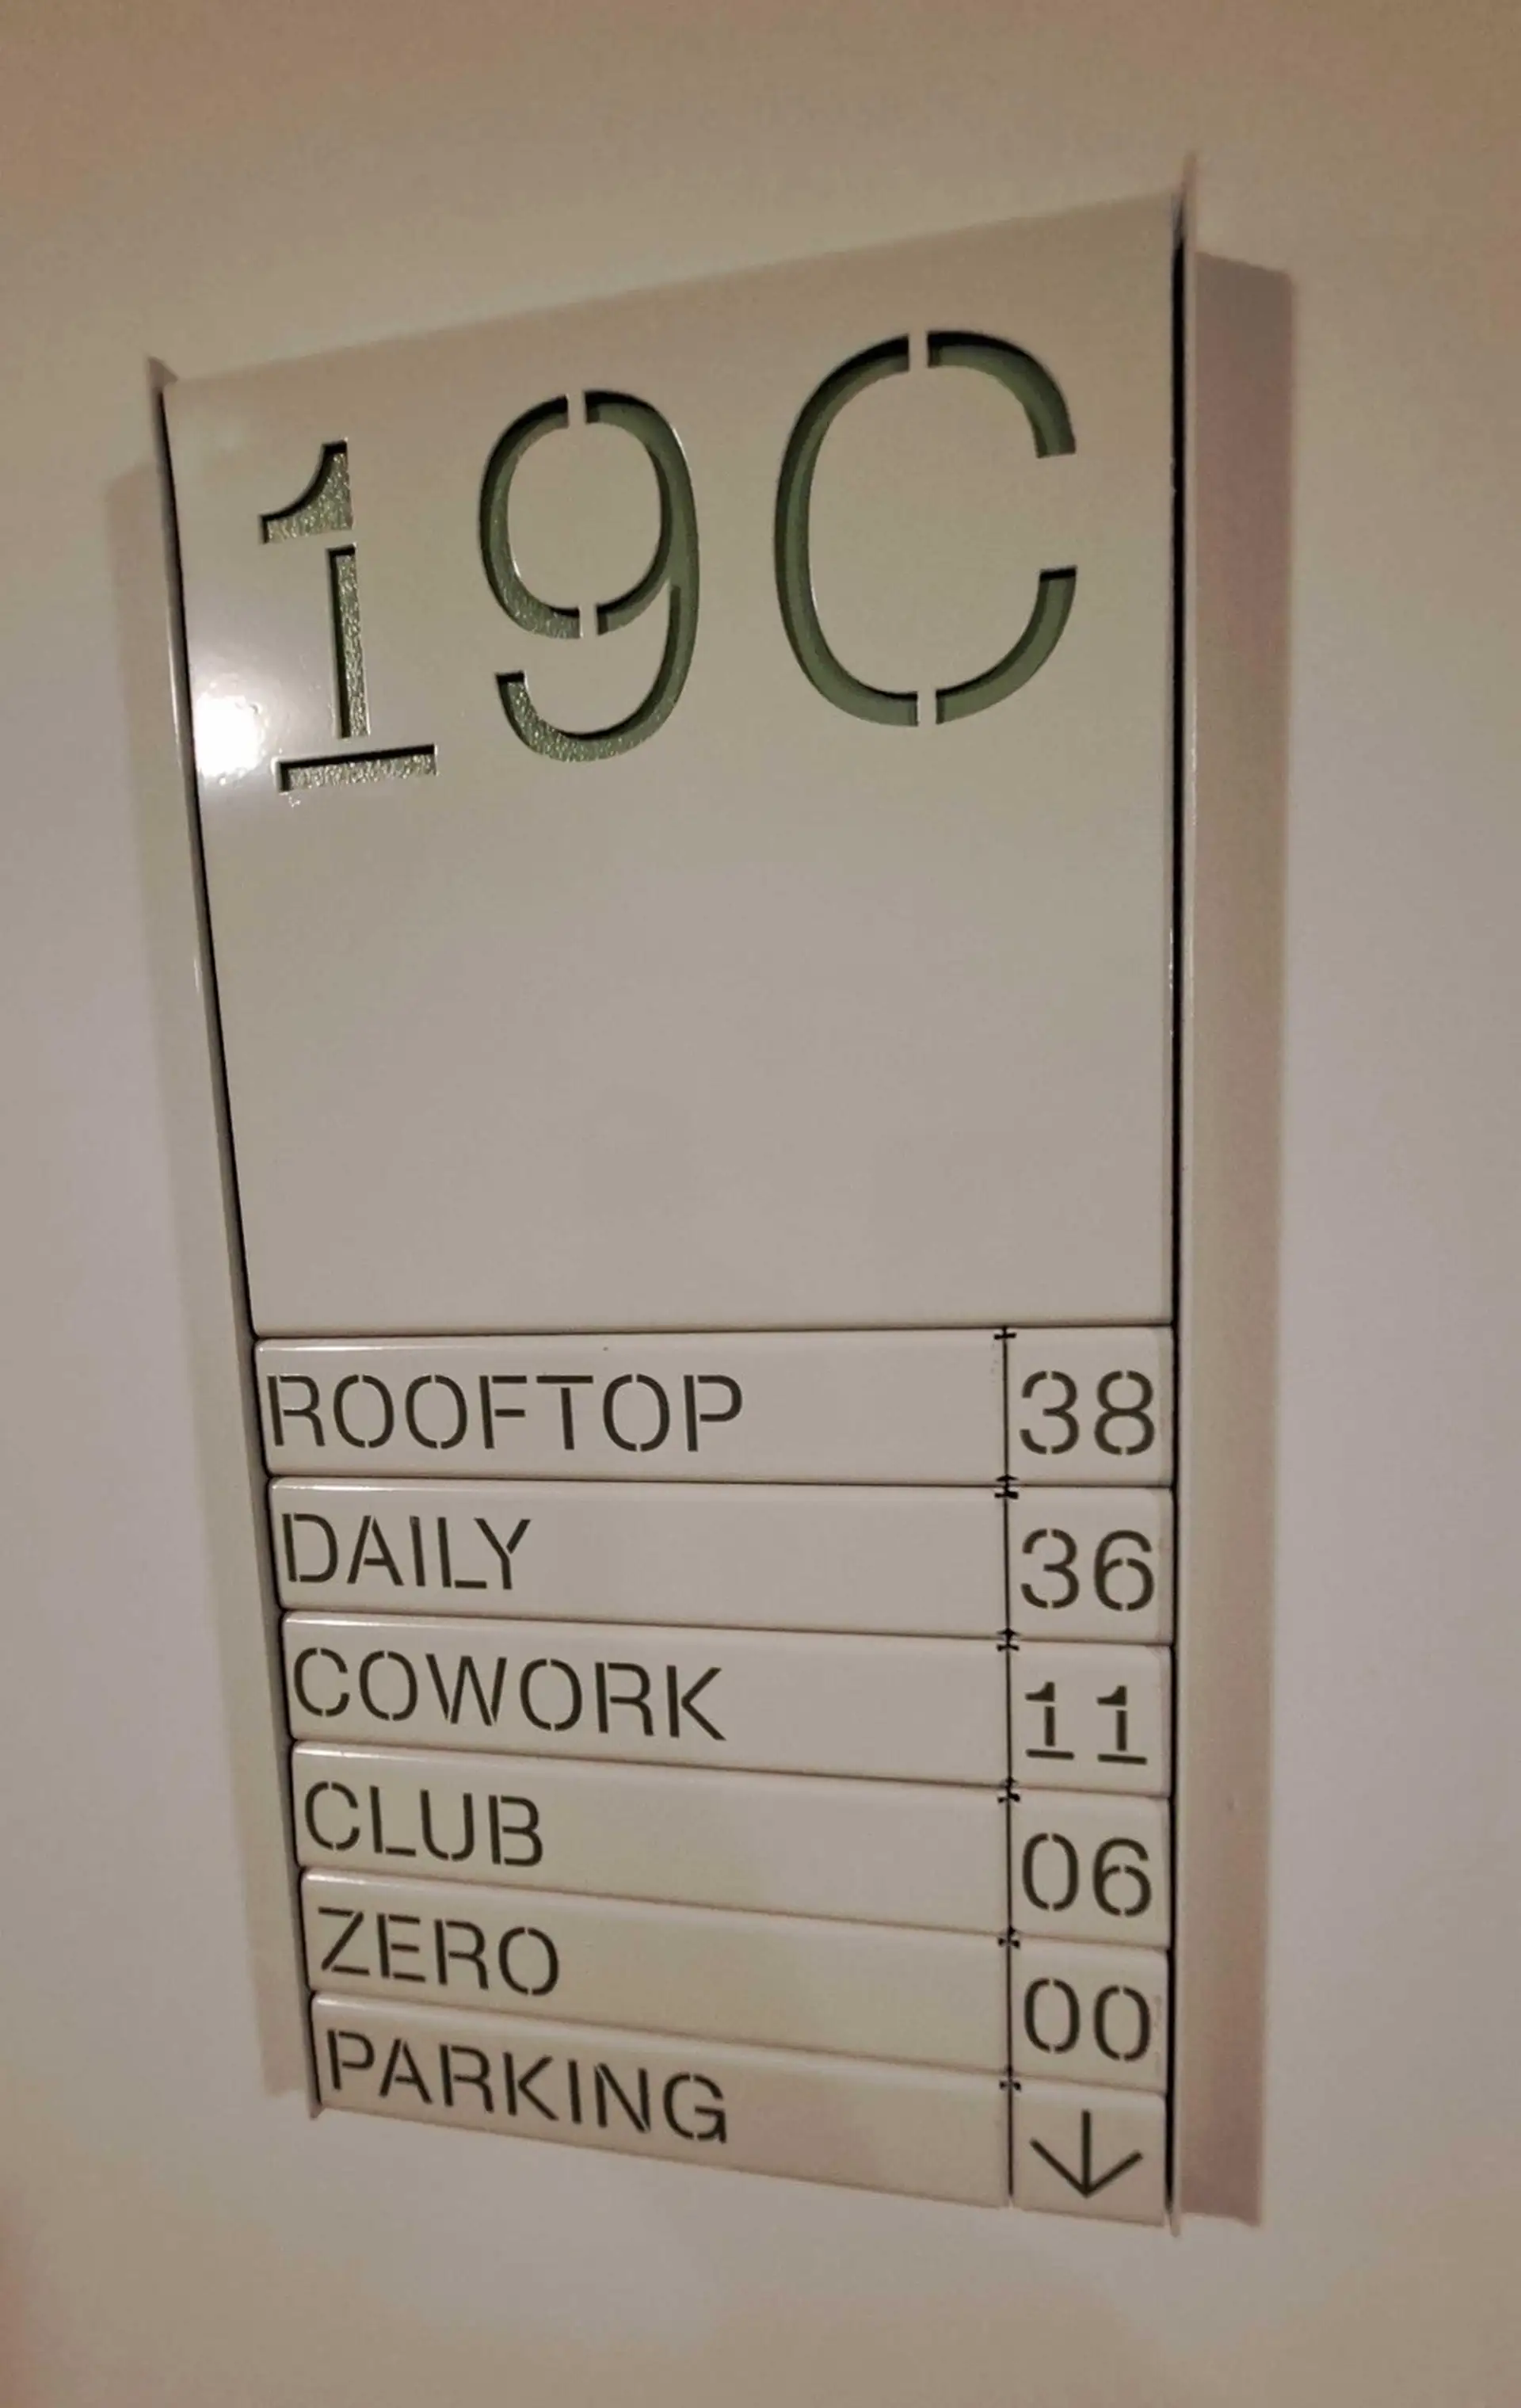 19C
ROOFTOP 38
DAILY 36
COWORK 11
CLUB 06
ZERO 00
PARKING ↓